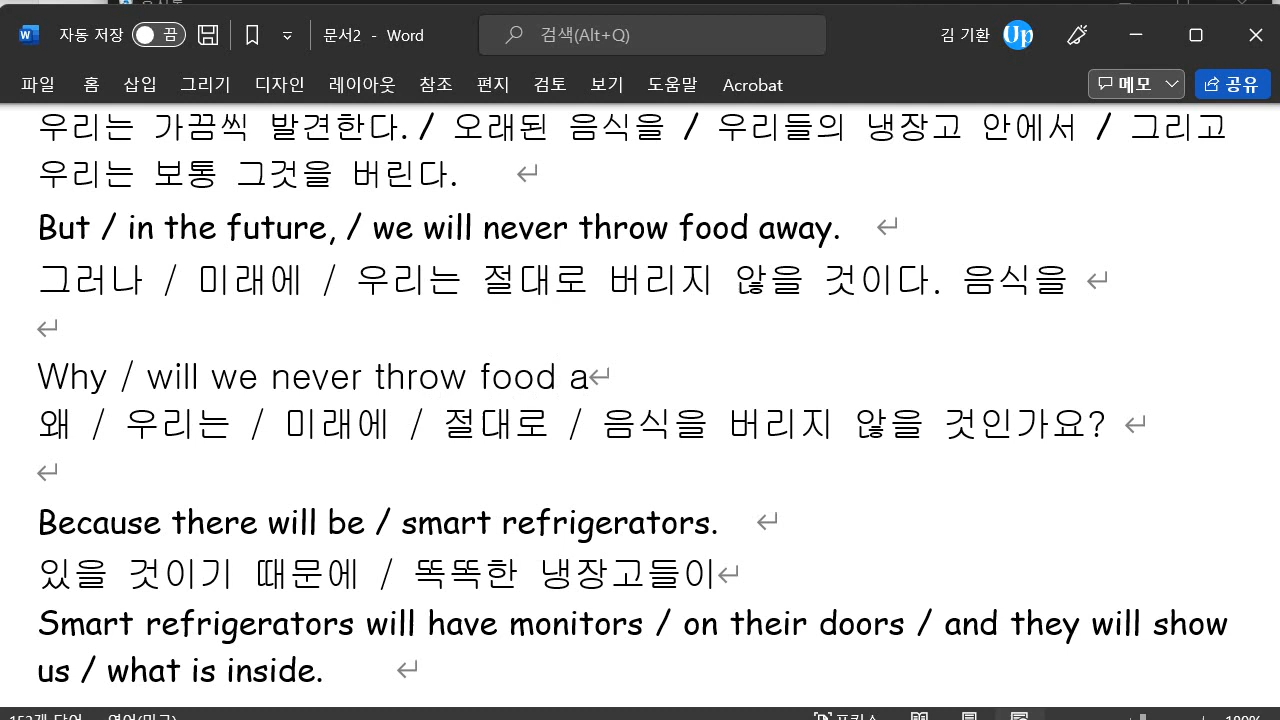 자동 저장 끔 문서2 - Word 검색(Alt+Q) 김 기환 Up
파일 홈 삽입 그리기 디자인 레이아웃 참조 편지 검토 보기 도움말 Acrobat 메모 공유
우리는 가끔씩 발견한다. / 오래된 음식을 / 우리들의 냉장고 안에서 / 그리고
우리는 보통 그것을 버린다.
But / in the future, / we will never throw food away.
그러나 / 미래에 / 우리는 절대로 버리지 않을 것이다. 음식을
Why / will we never throw food a
왜 / 우리는 / 미래에 / 절대로 / 음식을 버리지 않을 것인가요?
Because there will be / smart refrigerators.
있을 것이기 때문에 / 똑똑한 냉장고들이
Smart refrigerators will have monitors / on their doors / and they will show
us / what is inside.